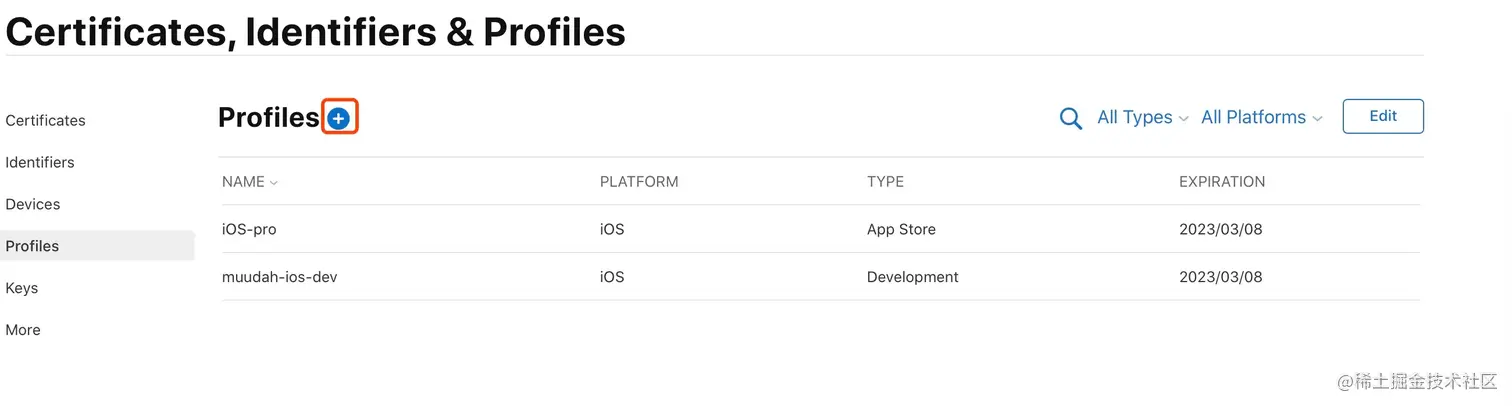 Certificates, Identifiers & Profiles
Certificates
Identifiers
Devices
Profiles
Keys
More
Profiles +
All Types All Platforms Edit
NAME PLATFORM TYPE EXPIRATION
iOS-pro iOS App Store 2023/03/08
muudah-ios-dev iOS Development 2023/03/08
@稀土掘金技术社区